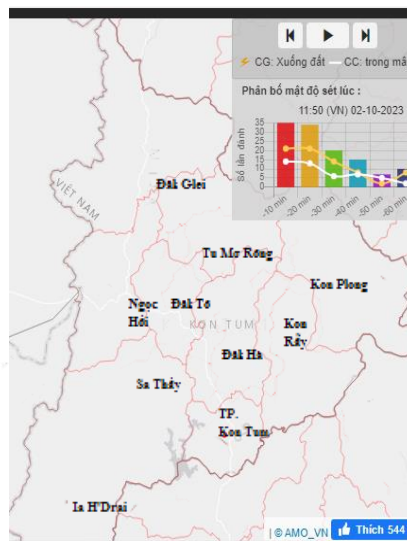 CG: Xuống đất CC: trong mâ
Phân bố mật độ sét lúc :
11:50 (VN) 02-10-2023
Số lần đánh
35
30
25
20
15
10
5
0
-10 min
-20 min
-30 min
-40 min
-50 min
-60 min
VIỆT NAM
Đăk Glei
Tu Mơ Rông
Kon Plong
Ngọc
Hồi
Đăk Tô
KON TUM
Kon
Rẫy
Đăk Hà
Sa Thầy
TP.
Kon Tum
Ia H'Drai
| © AMO_VN
Thích 544